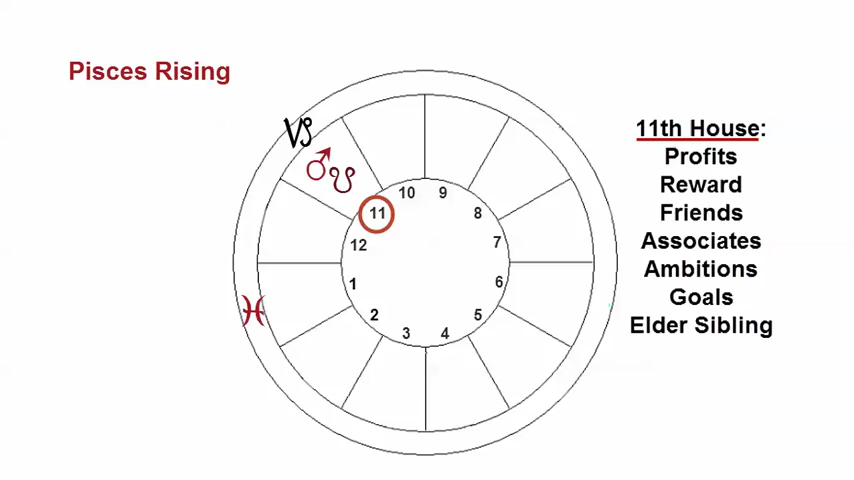 Pisces Rising
♑
♂ ☋
♓
10 9
11 8
12 7
1 6
2 5
3 4
11th House:
Profits
Reward
Friends
Associates
Ambitions
Goals
Elder Sibling